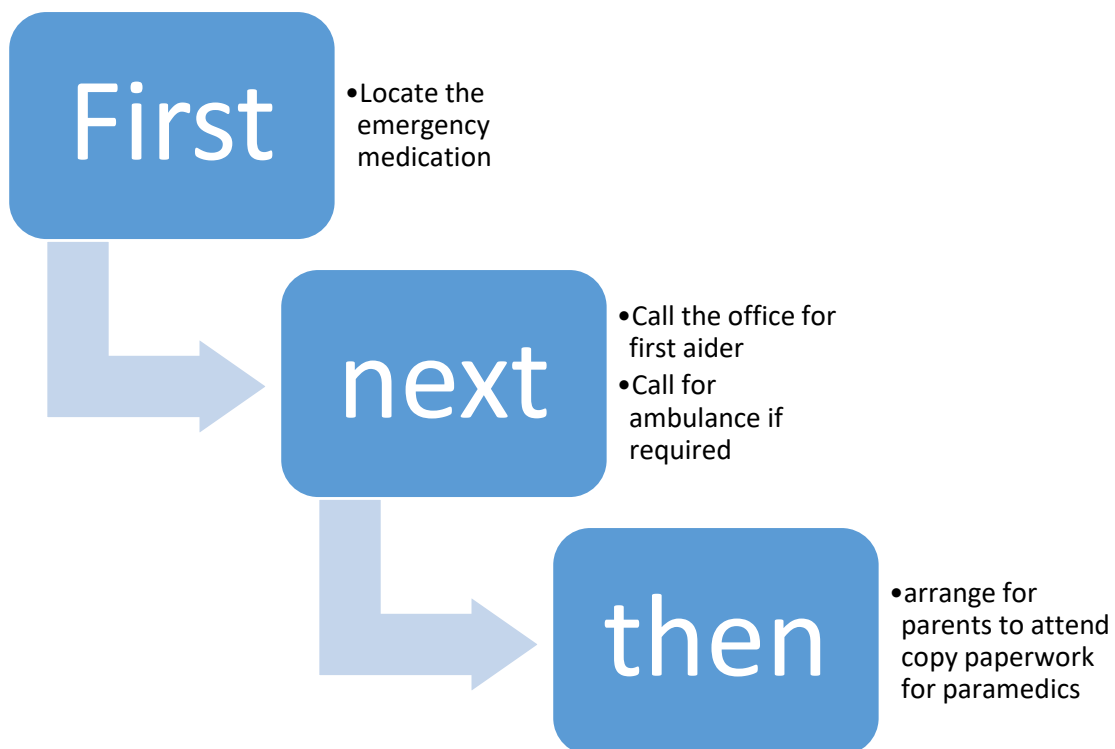 First
•Locate the
emergency
medication
next
•Call the office for
first aider
•Call for
ambulance if
required
then
•arrange for
parents to attend
copy paperwork
for paramedics